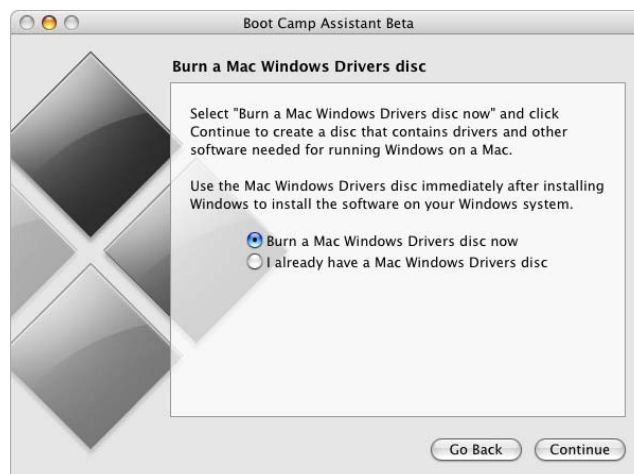 Boot Camp Assistant Beta
Burn a Mac Windows Drivers disc
Select "Burn a Mac Windows Drivers disc now" and click
Continue to create a disc that contains drivers and other
software needed for running Windows on a Mac.
Use the Mac Windows Drivers disc immediately after installing
Windows to install the software on your Windows system.
Burn a Mac Windows Drivers disc now
I already have a Mac Windows Drivers disc
Go Back
Continue